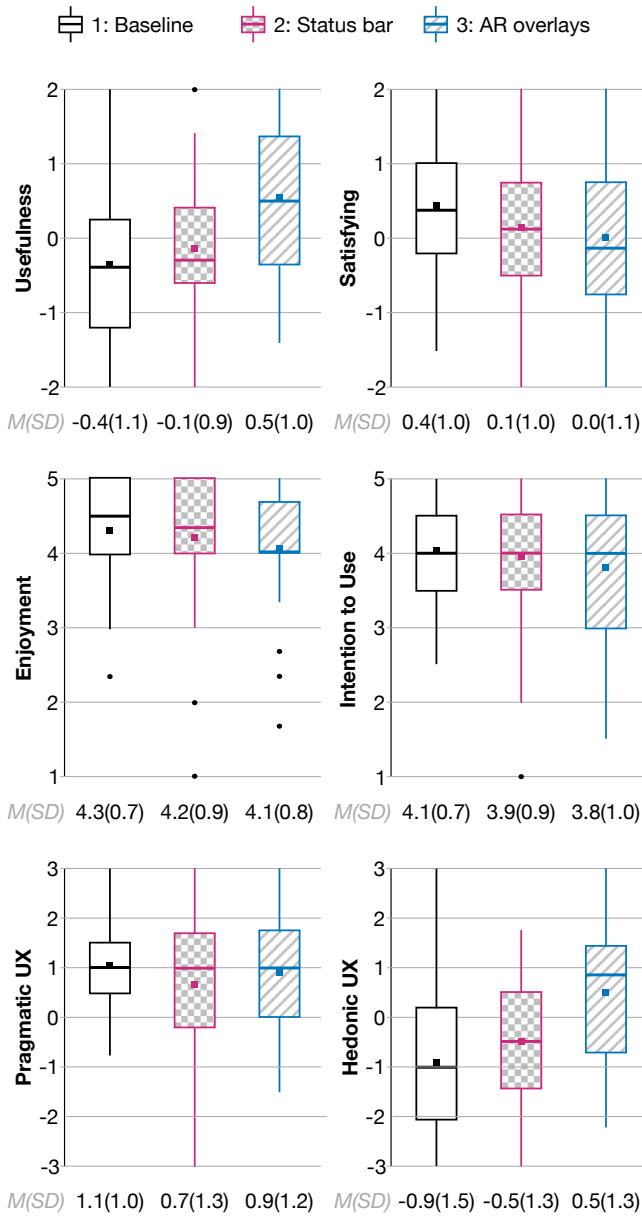 1: Baseline 2: Status bar 3: AR overlays
Usefulness
2
1
0
-1
-2
M(SD) -0.4(1.1) -0.1(0.9) 0.5(1.0)
Satisfying
2
1
0
-1
-2
M(SD) 0.4(1.0) 0.1(1.0) 0.0(1.1)
Enjoyment
5
4
3
2
1
M(SD) 4.3(0.7) 4.2(0.9) 4.1(0.8)
Intention to Use
5
4
3
2
1
M(SD) 4.1(0.7) 3.9(0.9) 3.8(1.0)
Pragmatic UX
3
2
1
0
-1
-2
-3
M(SD) 1.1(1.0) 0.7(1.3) 0.9(1.2)
Hedonic UX
3
2
1
0
-1
-2
-3
M(SD) -0.9(1.5) -0.5(1.3) 0.5(1.3)